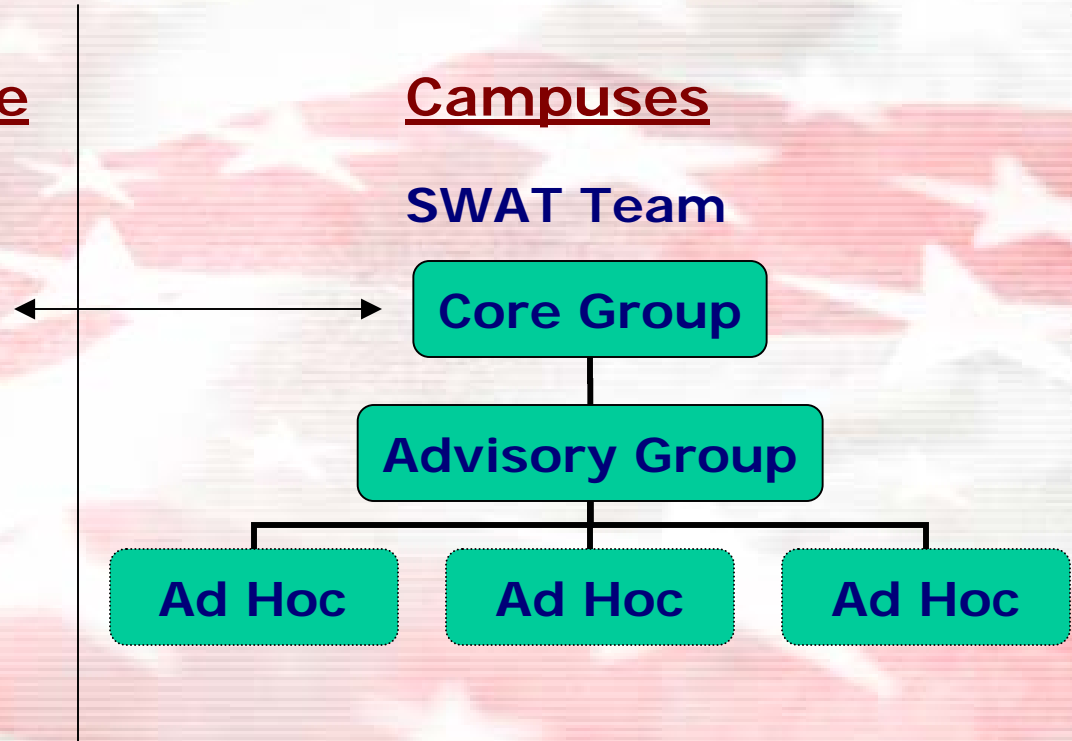 e
Campuses
SWAT Team
Core Group
Advisory Group
Ad Hoc Ad Hoc Ad Hoc